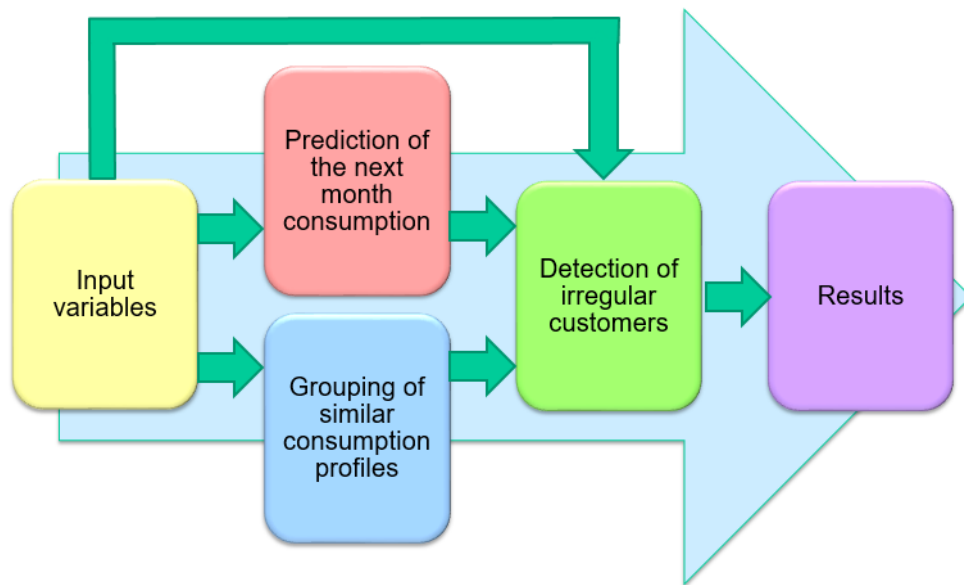 Input
variables
Prediction of
the next
month
consumption
Grouping of
similar
consumption
profiles
Detection of
irregular
customers
Results